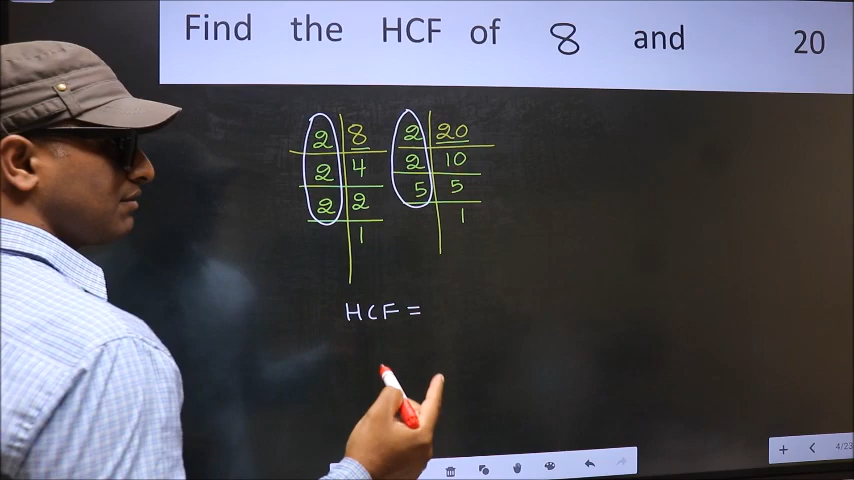 Find the HCF of 8 and 20
2 8 2 20
2 4 2 10
2 2 5 5
1 1
HCF =
4/23